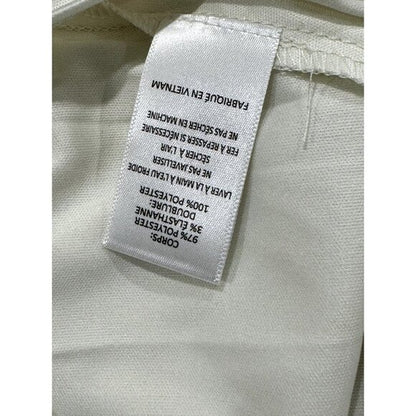 CORPS:
97% POLYESTER
3% ÉLASTHANNE
DOUBLURE:
100% POLYESTER
LAVER À LA MAIN À L'EAU FROIDE
NE PAS JAVELLISER
SÉCHER À L'AIR
FER À REPASSER SI NÉCESSAIRE
NE PAS SÉCHER EN MACHINE
FABRIQUÉ EN VIETNAM